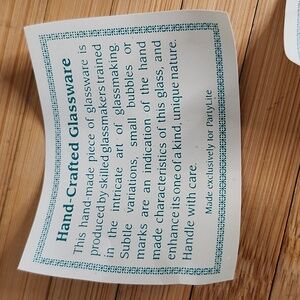 Hand-Crafted Glassware
This hand-made piece of glassware is
produced by skilled glassmakers trained
in the intricate art of glassmaking.
Subtle variations, small bubbles or
marks are an indication of the hand
made characteristics of this glass, and
enhance its one of a kind, unique nature.
Handle with care.
Made exclusively for PartyLite